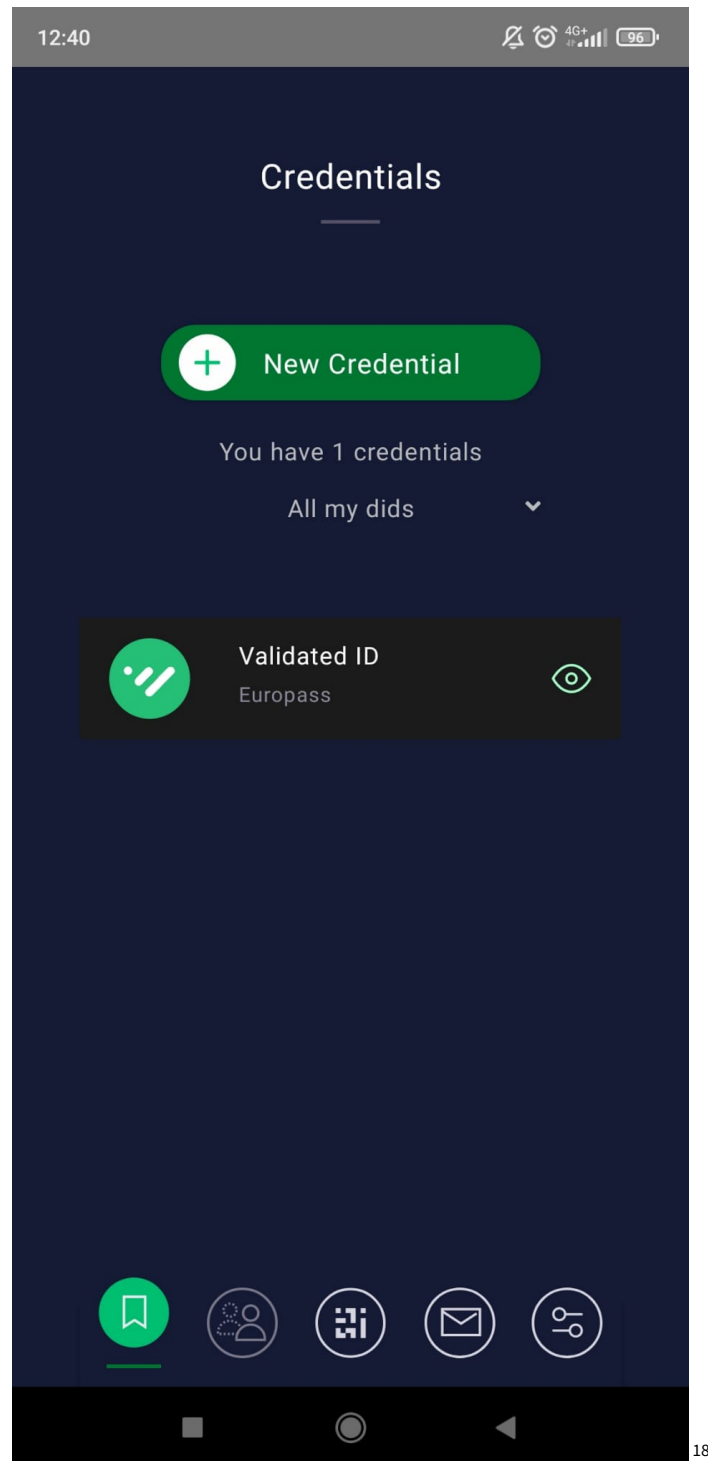 12:40
4G+
96
Credentials
New Credential
You have 1 credentials
All my dids
Validated ID
Europass
18